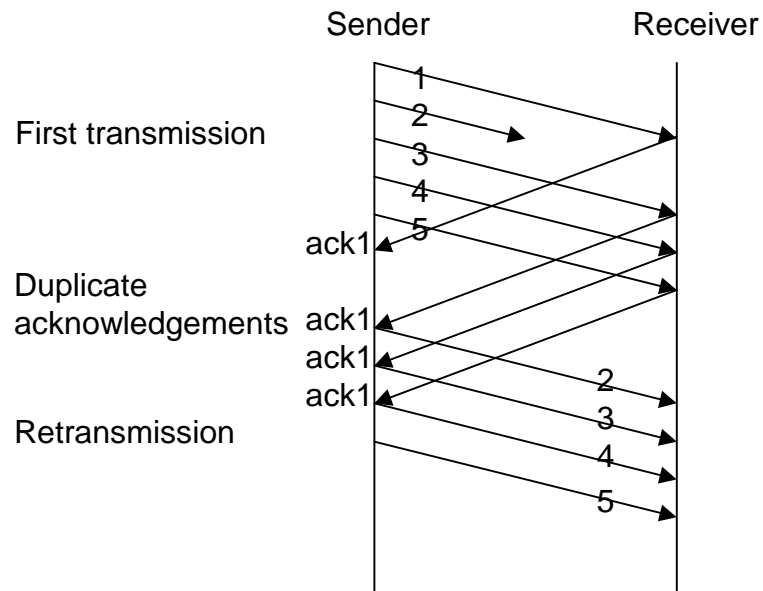 Sender Receiver
1
2
First transmission
3
4
5
ack1
Duplicate
acknowledgements
ack1
ack1
ack1
2
3
Retransmission
4
5